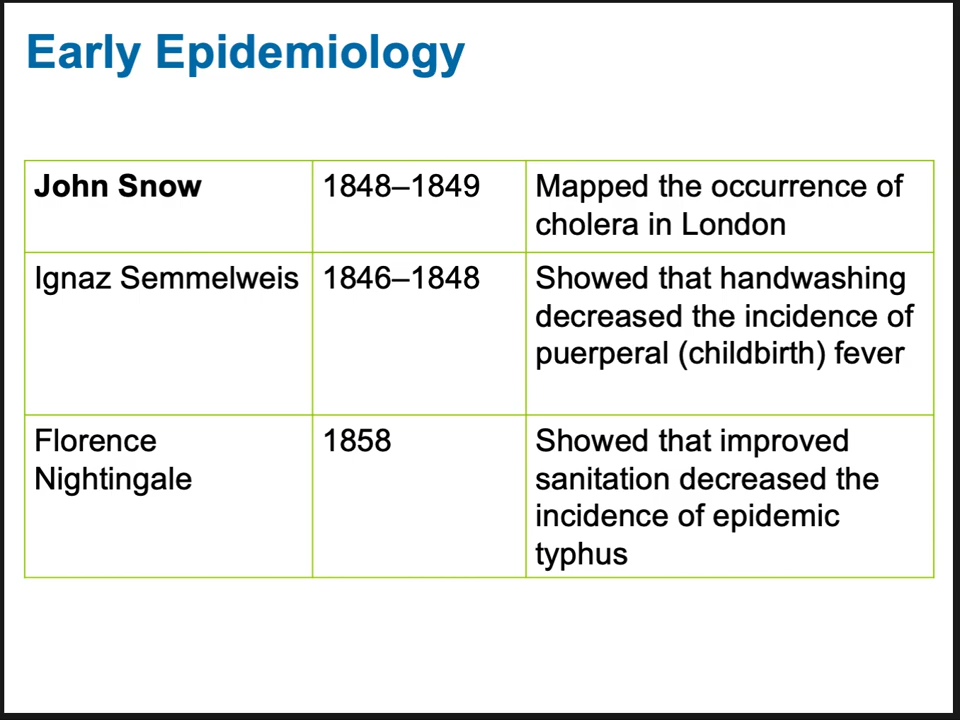 Early Epidemiology
John Snow
1848–1849
Mapped the occurrence of
cholera in London
Ignaz Semmelweis
1846–1848
Showed that handwashing
decreased the incidence of
puerperal (childbirth) fever
Florence
Nightingale
1858
Showed that improved
sanitation decreased the
incidence of epidemic
typhus